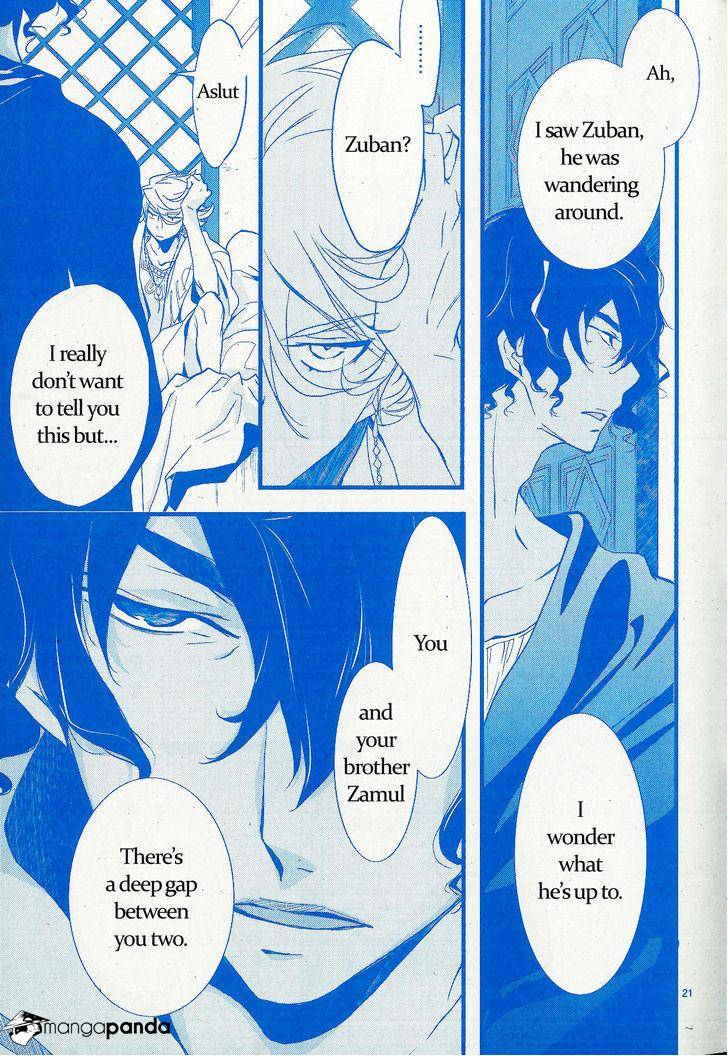 Ah,
I saw Zuban,
he was
wandering
around.
I
wonder
what
he's up to.
........
Zuban?
Aslut
I really
don't want
to tell you
this but...
You
and
your
brother
Zamul
There's
a deep gap
between
you two.
21
mangapanda